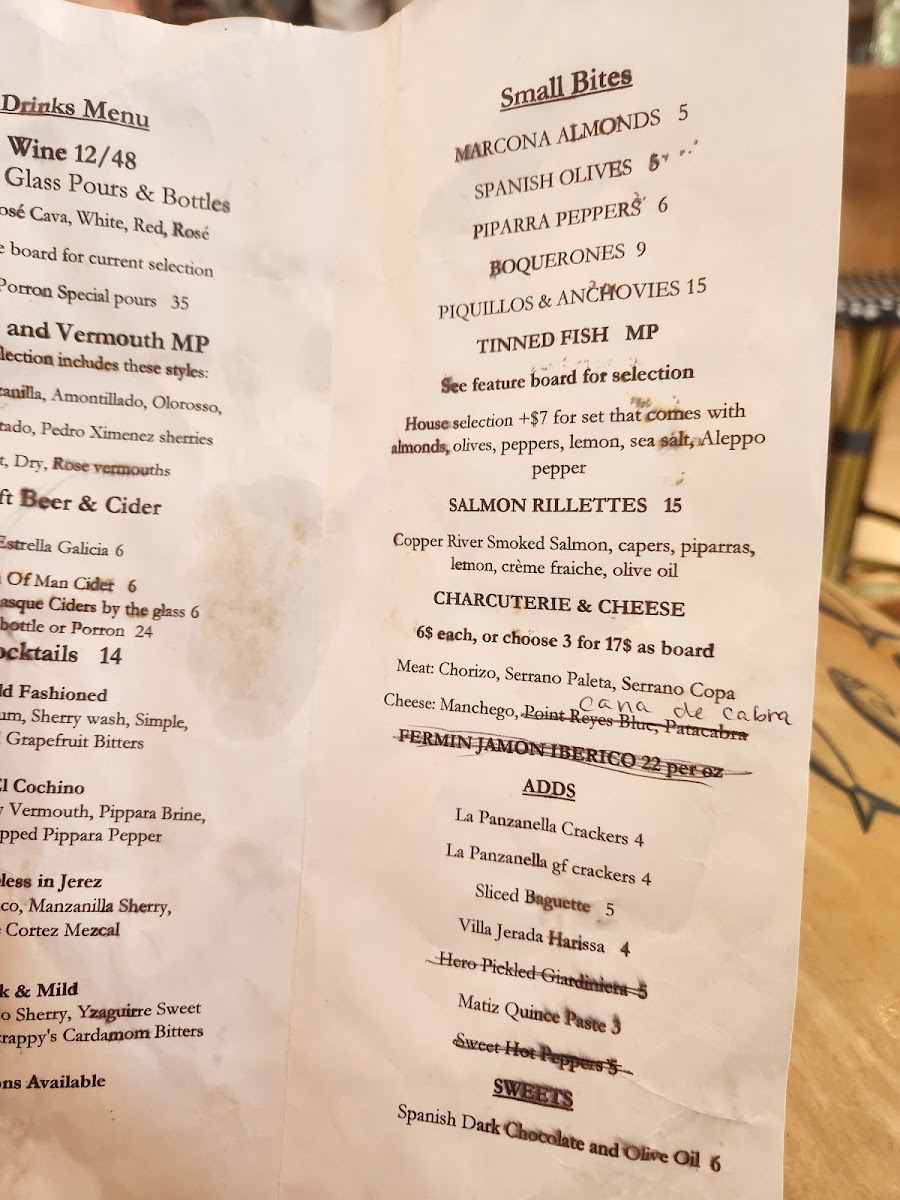 Drinks Menu
Wine 12/48
Glass Pours & Bottles
osé Cava, White, Red, Rosé
e board for current selection
Porron Special pours 35
and Vermouth MP
lection includes these styles:
anilla, Amontillado, Olorosso,
tado, Pedro Ximenez sherries
t, Dry, Rose vermouths
ft Beer & Cider
Estrella Galicia 6
Of Man Cider 6
asque Ciders by the glass 6
bottle or Porron 24
ocktails 14
ld Fashioned
um, Sherry wash, Simple,
Grapefruit Bitters
El Cochino
y Vermouth, Pippara Brine,
pped Pippara Pepper
less in Jerez
co, Manzanilla Sherry,
Cortez Mezcal
k & Mild
o Sherry, Yzaguirre Sweet
crappy's Cardamom Bitters
ons Available
Small Bites
MARCONA ALMONDS 5
SPANISH OLIVES 5
PIPARRA PEPPERS 6
BOQUERONES 9
PIQUILLOS & ANCHOVIES 15
TINNED FISH MP
See feature board for selection
House selection +$7 for set that comes with
almonds, olives, peppers, lemon, sea salt, Aleppo
pepper
SALMON RILLETTES 15
Copper River Smoked Salmon, capers, piparras,
lemon, crème fraiche, olive oil
CHARCUTERIE & CHEESE
6$ each, or choose 3 for 17$ as board
Meat: Chorizo, Serrano Paleta, Serrano Copa
cana de cabra
Cheese: Manchego, Point Reyes Blue, Patacabra
FERMIN JAMON IBERICO 22 per oz
ADDS
La Panzanella Crackers 4
La Panzanella gf crackers 4
Sliced Baguette 5
Villa Jerada Harissa 4
Hero Pickled Giardiniera 5
Matiz Quince Paste 3
Sweet Hot Peppers 5
SWEETS
Spanish Dark Chocolate and Olive Oil 6